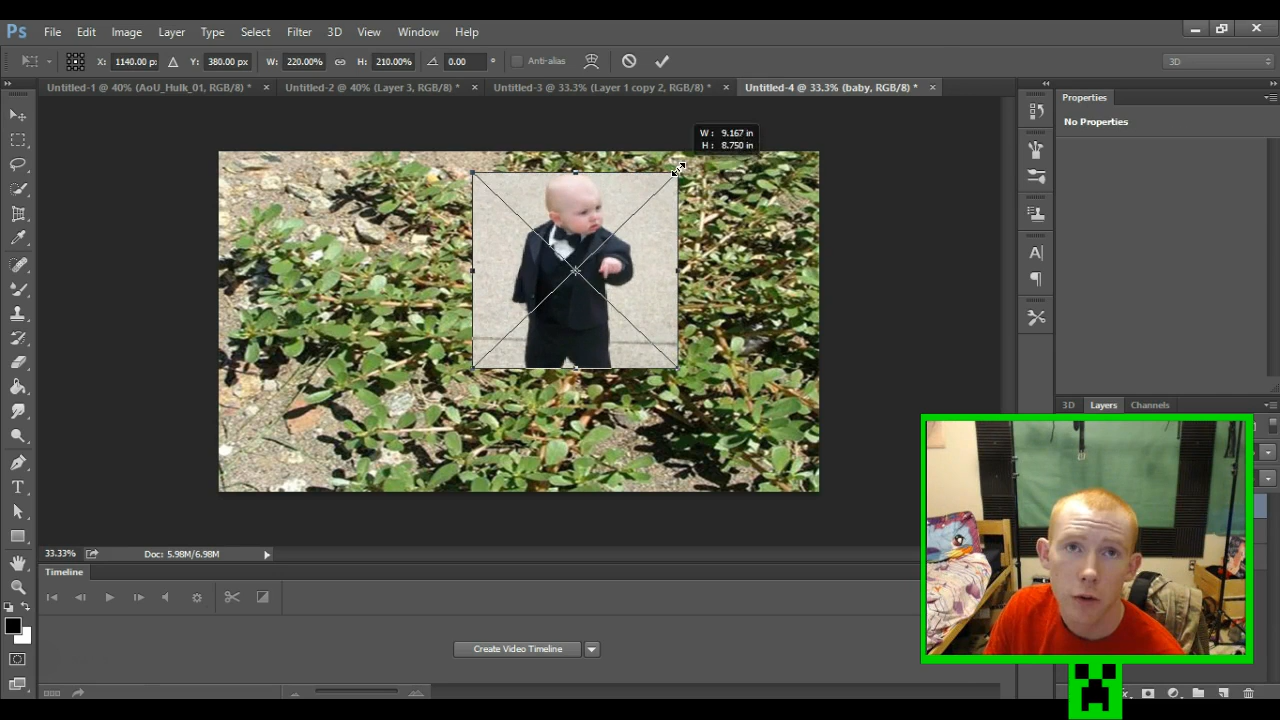 Ps File Edit Image Layer Type Select Filter 3D View Window Help
X: 1140.00 px Y: 380.00 px W: 220.00% H: 210.00% 0.00 ° Anti-alias 3D
Untitled-1 @ 40% (AoU_Hulk_01, RGB/8) * × Untitled-2 @ 40% (Layer 3, RGB/8) * × Untitled-3 @ 33.3% (Layer 1 copy 2, RGB/8) * × Untitled-4 @ 33.3% (baby, RGB/8) * ×
Properties
No Properties
W : 9.167 in
H : 8.750 in
3D Layers Channels
33.33% Doc: 5.98M/6.98M
Timeline
Create Video Timeline